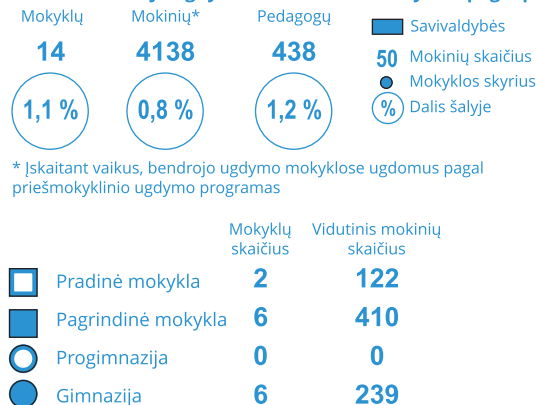 Mokyklų Mokinių* Pedagogų
14 4138 438
1,1 % 0,8 % 1,2 %
Savivaldybės
50 Mokinių skaičius
Mokyklos skyrius
% Dalis šalyje
* Įskaitant vaikus, bendrojo ugdymo mokyklose ugdomus pagal
priešmokyklinio ugdymo programas
Mokyklų Vidutinis mokinių
skaičius skaičius
Pradinė mokykla 2 122
Pagrindinė mokykla 6 410
Progimnazija 0 0
Gimnazija 6 239